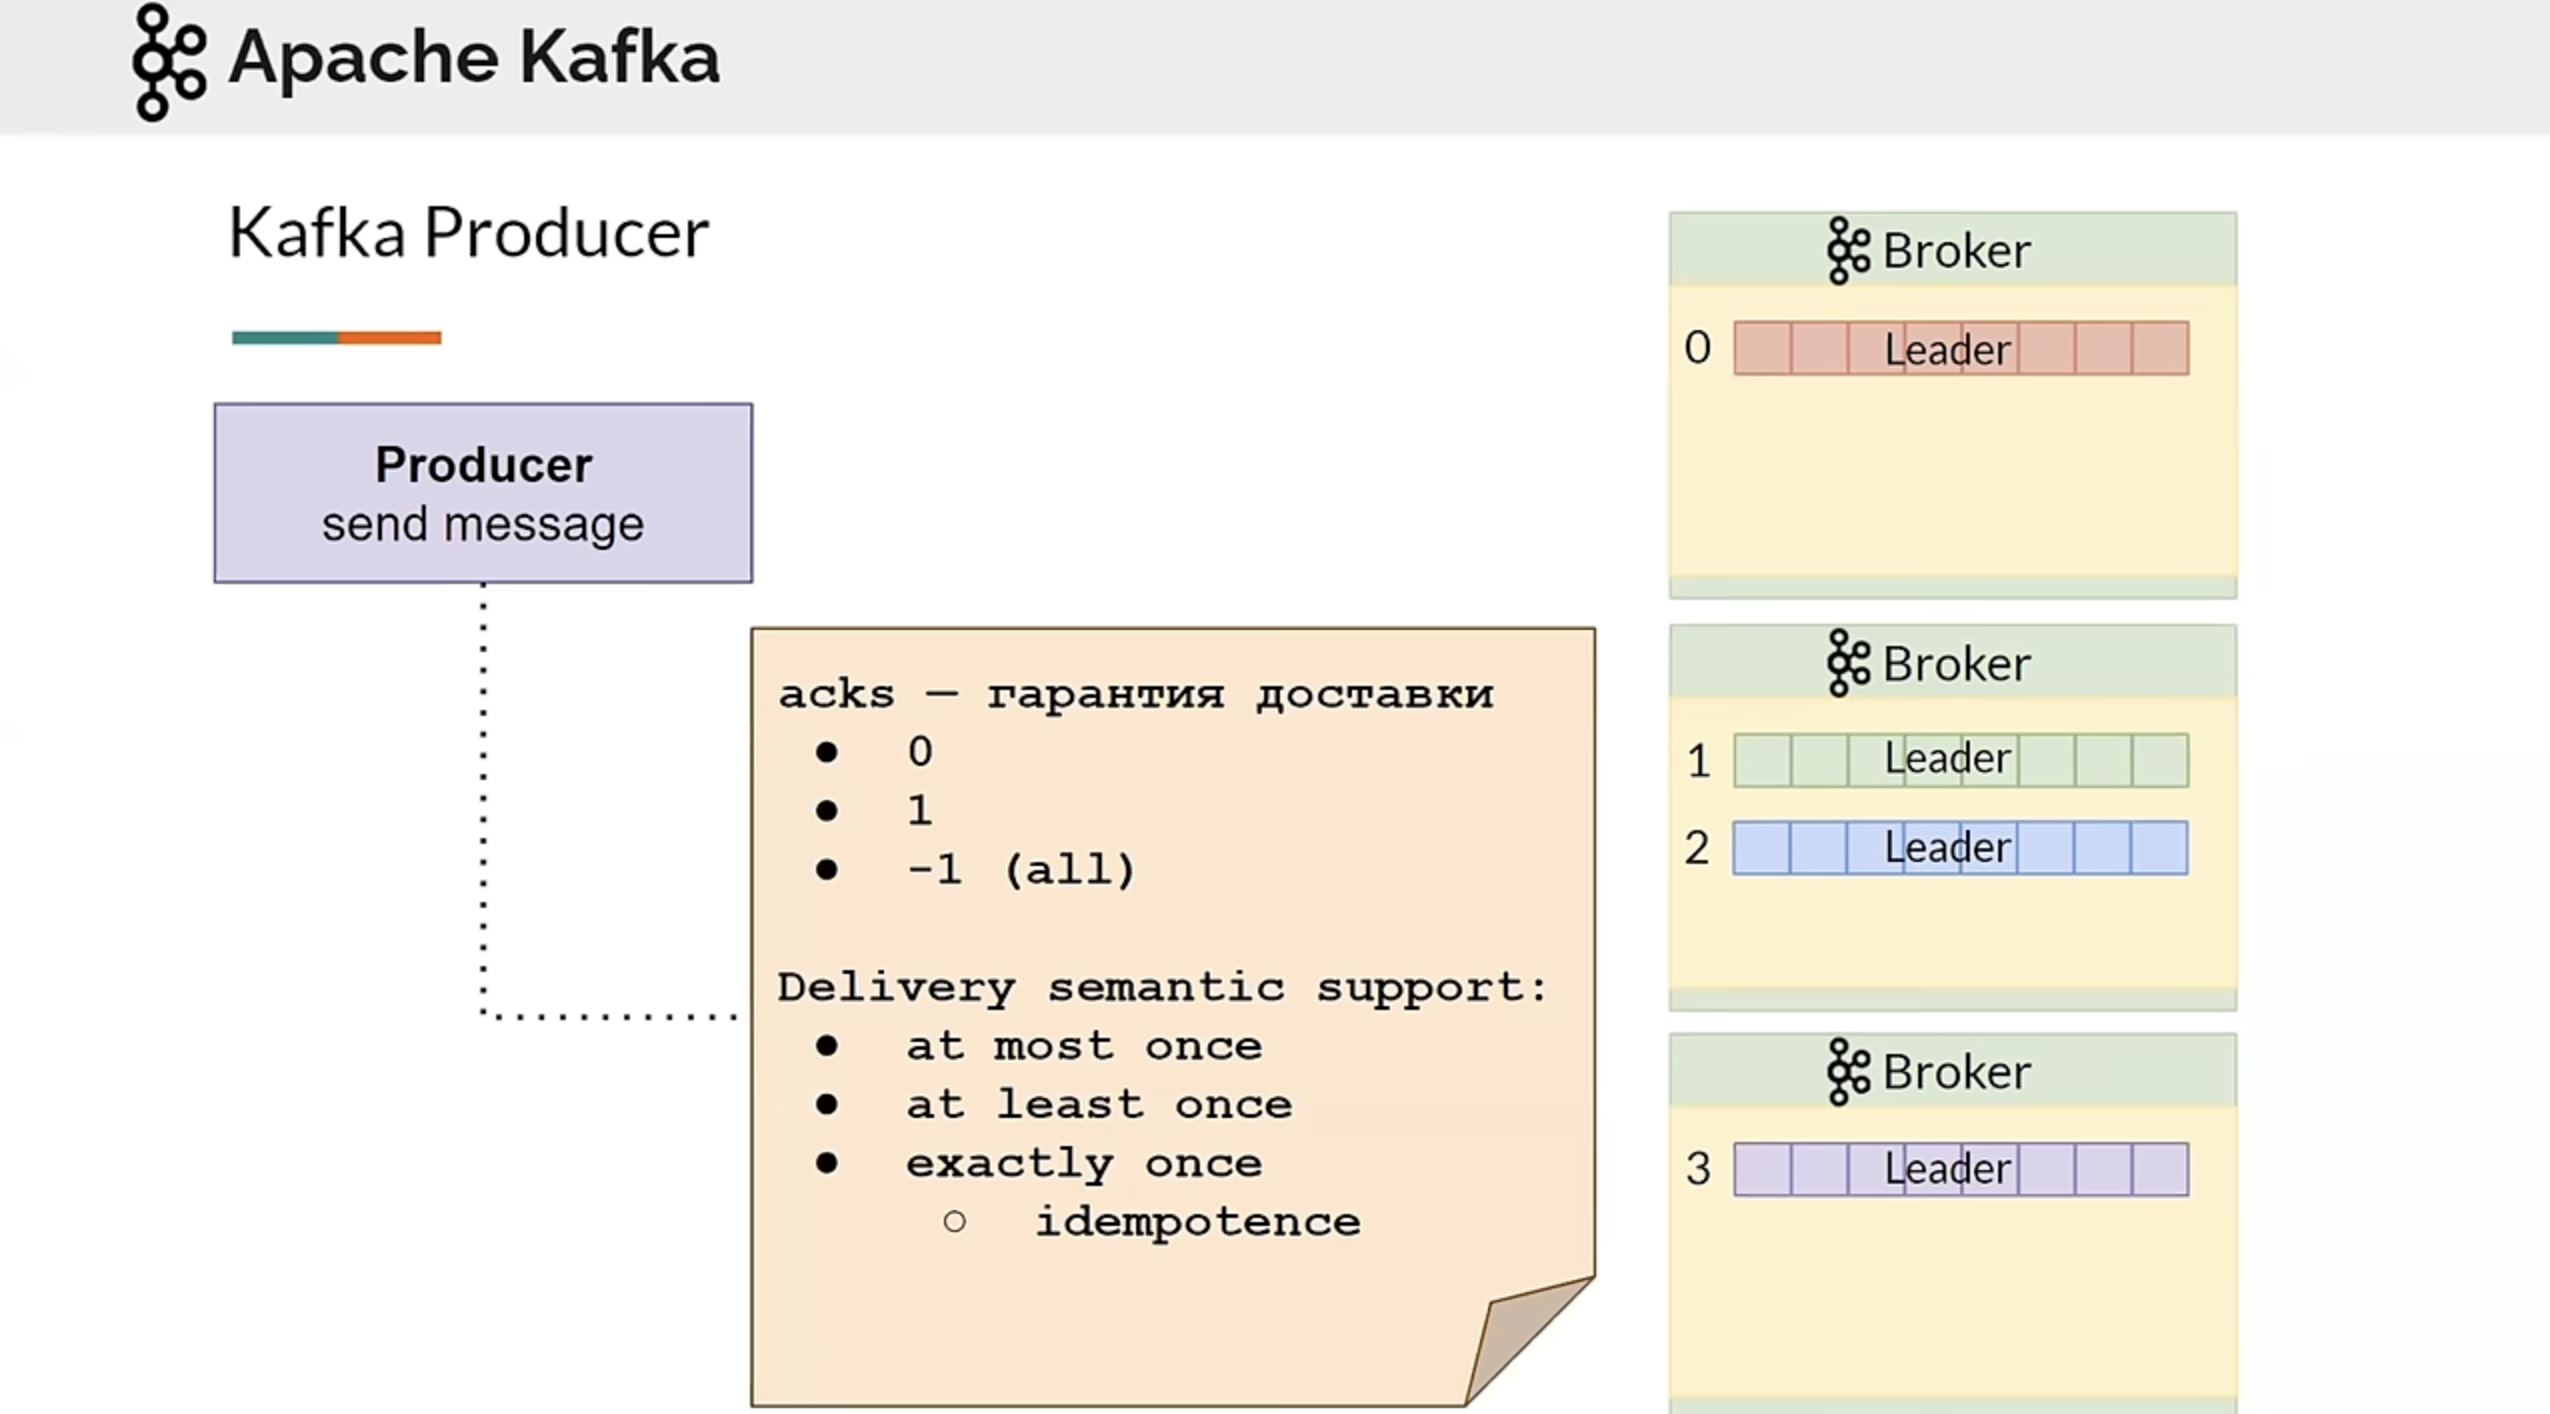 Apache Kafka
Kafka Producer
Producer
send message
acks — гарантия доставки
● 0
● 1
● -1 (all)
Delivery semantic support:
● at most once
● at least once
● exactly once
○ idempotence
Broker
0 Leader
Broker
1 Leader
2 Leader
Broker
3 Leader